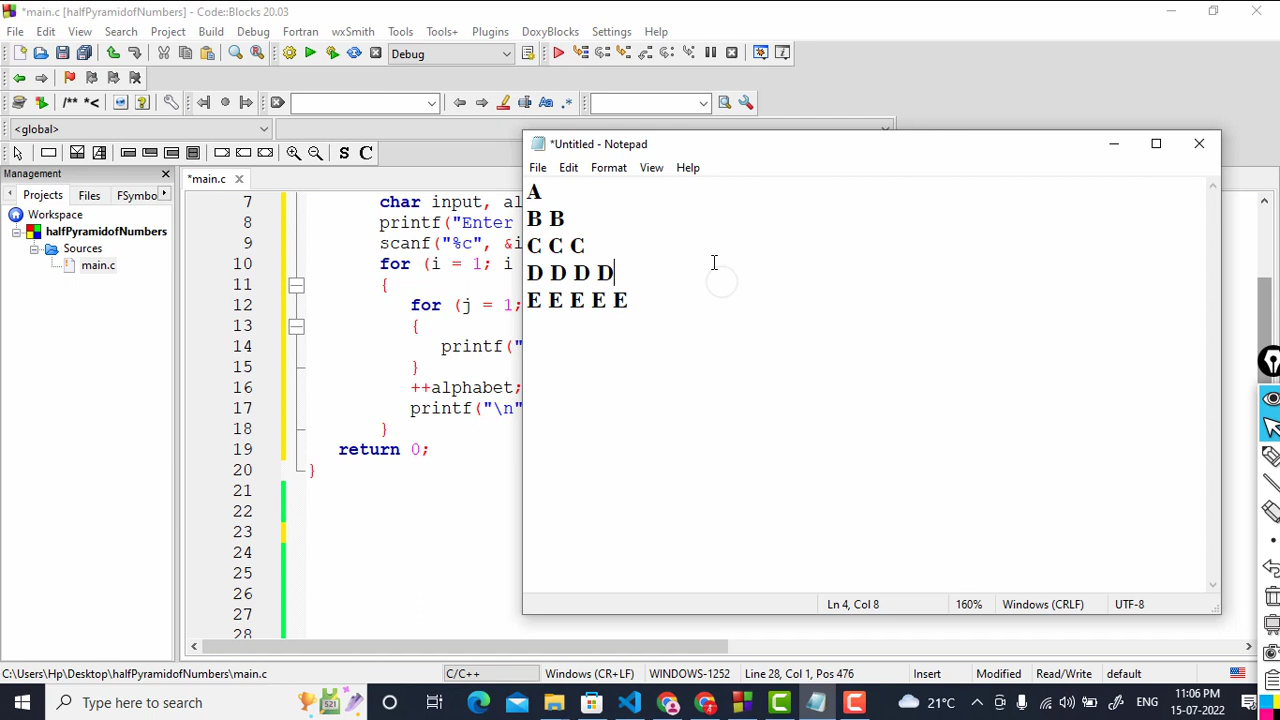 *main.c [halfPyramidofNumbers] - Code::Blocks 20.03
File Edit View Search Project Build Debug Fortran wxSmith Tools Tools+ Plugins DoxyBlocks Settings Help
Debug
/** *<
<global>
S C
Management
Projects Files FSymbo
Workspace
halfPyramidofNumbers
Sources
main.c
*main.c
7 char input, al
8 printf("Enter
9 scanf("%c", &i
10 for (i = 1; i
11 {
12 for (j = 1;
13 {
14 printf("
15 }
16 ++alphabet;
17 printf("\n"
18 }
19 return 0;
20 }
21
22
23
24
25
26
27
28
*Untitled - Notepad
File Edit Format View Help
A
B B
C C C
D D D D
E E E E E
Ln 4, Col 8 160% Windows (CRLF) UTF-8
C:\Users\Hp\Desktop\halfPyramidofNumbers\main.c C/C++ Windows (CR+LF) WINDOWS-1252 Line 28, Col 1, Pos 476 Insert Modified Read/Write default
Type here to search 521 21°C ENG 11:06 PM
15-07-2022